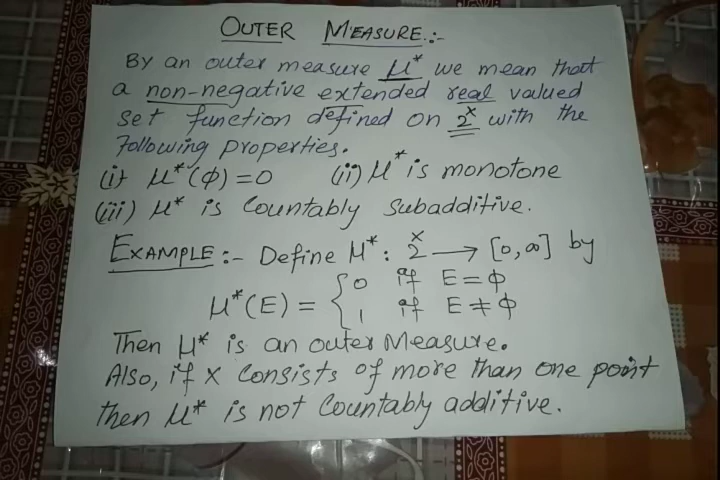 OUTER MEASURE:-
By an outer measure μ* we mean that
a non-negative extended real valued
set function defined on 2^X with the
following properties.
(i) μ*(φ)=0 (ii) μ* is monotone
(iii) μ* is Countably subadditive.
EXAMPLE:- Define μ*: 2^X → [0,∞] by
μ*(E) = { 0 if E=φ
1 if E≠φ
Then μ* is an outer Measure.
Also, if X Consists of more than one point
then μ* is not Countably additive.